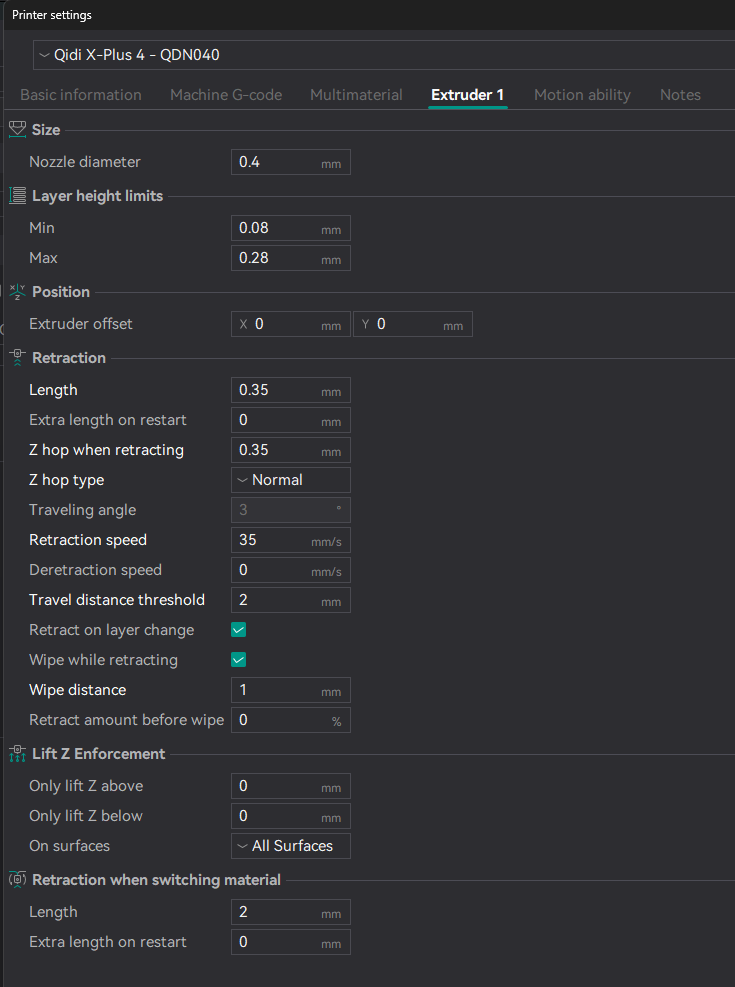 Printer settings
Qidi X-Plus 4 - QDN040
Basic information Machine G-code Multimaterial Extruder 1 Motion ability Notes
Size
Nozzle diameter 0.4 mm
Layer height limits
Min 0.08 mm
Max 0.28 mm
X Y Z Position
Extruder offset X 0 mm Y 0 mm
Retraction
Length 0.35 mm
Extra length on restart 0 mm
Z hop when retracting 0.35 mm
Z hop type Normal
Traveling angle 3 °
Retraction speed 35 mm/s
Deretraction speed 0 mm/s
Travel distance threshold 2 mm
Retract on layer change
Wipe while retracting
Wipe distance 1 mm
Retract amount before wipe 0 %
Lift Z Enforcement
Only lift Z above 0 mm
Only lift Z below 0 mm
On surfaces All Surfaces
Retraction when switching material
Length 2 mm
Extra length on restart 0 mm